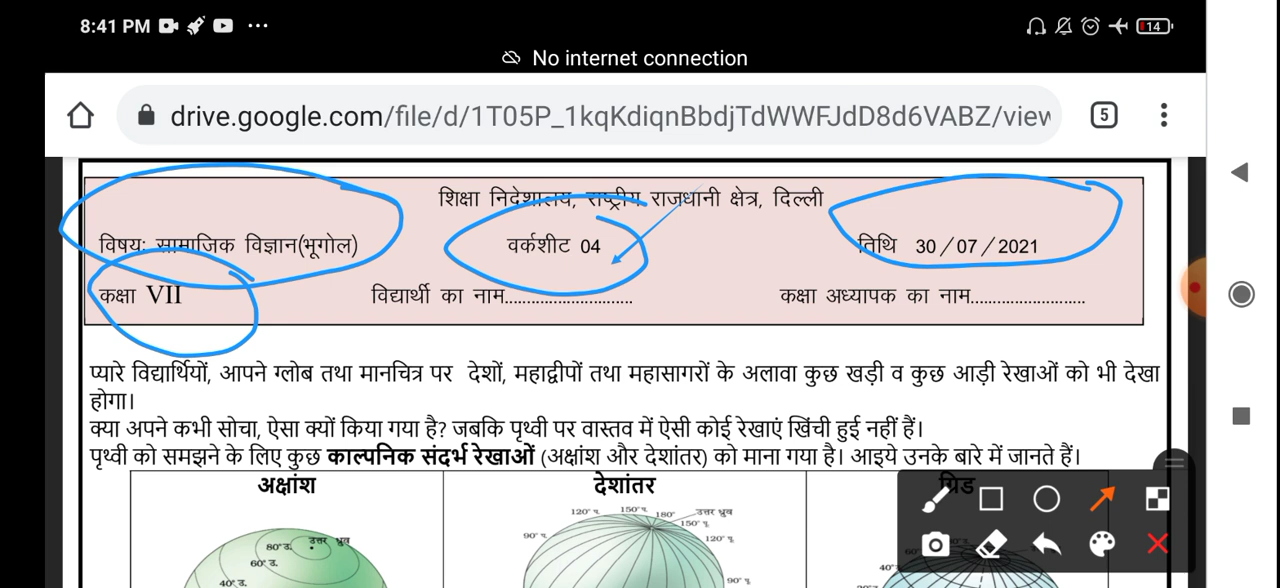 8:41 PM ... 14
No internet connection
drive.google.com/file/d/1T05P_1kqKdiqnBbdjTdWWFJdD8d6VABZ/view 5
शिक्षा निदेशालय, राष्ट्रीय राजधानी क्षेत्र, दिल्ली
विषय: सामाजिक विज्ञान(भूगोल) वर्कशीट 04 तिथि 30/07/2021
कक्षा VII विद्यार्थी का नाम.......................... कक्षा अध्यापक का नाम.......................
प्यारे विद्यार्थियों, आपने ग्लोब तथा मानचित्र पर देशों, महाद्वीपों तथा महासागरों के अलावा कुछ खड़ी व कुछ आड़ी रेखाओं को भी देखा
होगा।
क्या अपने कभी सोचा, ऐसा क्यों किया गया है? जबकि पृथ्वी पर वास्तव में ऐसी कोई रेखाएं खिंची हुई नहीं हैं।
पृथ्वी को समझने के लिए कुछ काल्पनिक संदर्भ रेखाओं (अक्षांश और देशांतर) को माना गया है। आइये उनके बारे में जानते हैं।
अक्षांश देशांतर ग्रिड
120° प. 150° प. 180° उत्तर ध्रुव
150° पू.
90° प. 120° पू.
80° उ. उत्तर ध्रुव
60° उ.
40° उ. 90° पू.